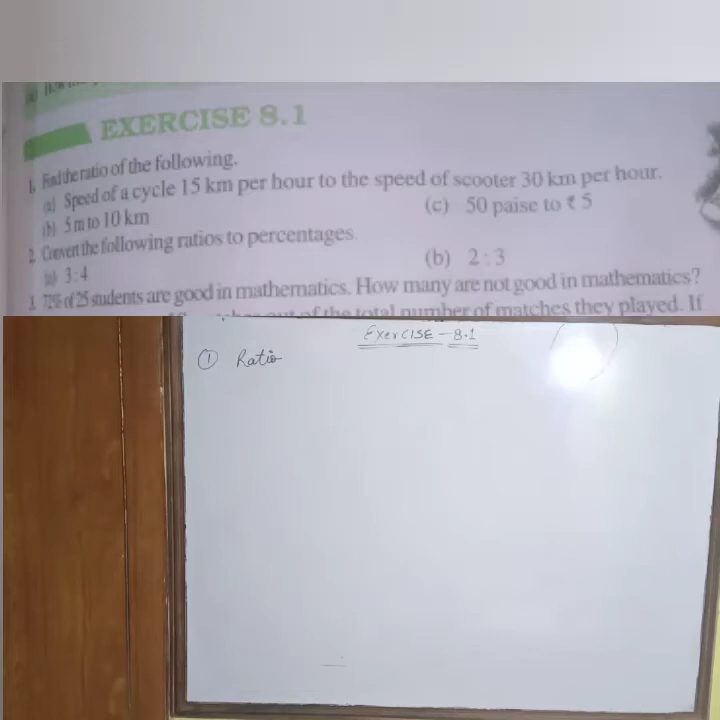 EXERCISE 8.1
1. Find the ratio of the following.
(a) Speed of a cycle 15 km per hour to the speed of scooter 30 km per hour.
(b) 5 m to 10 km (c) 50 paise to ₹ 5
2. Convert the following ratios to percentages
(a) 3:4 (b) 2:3
3. 72% of 25 students are good in mathematics. How many are not good in mathematics?
out of the total number of matches they played. If
Exercise - 8.1
① Ratio